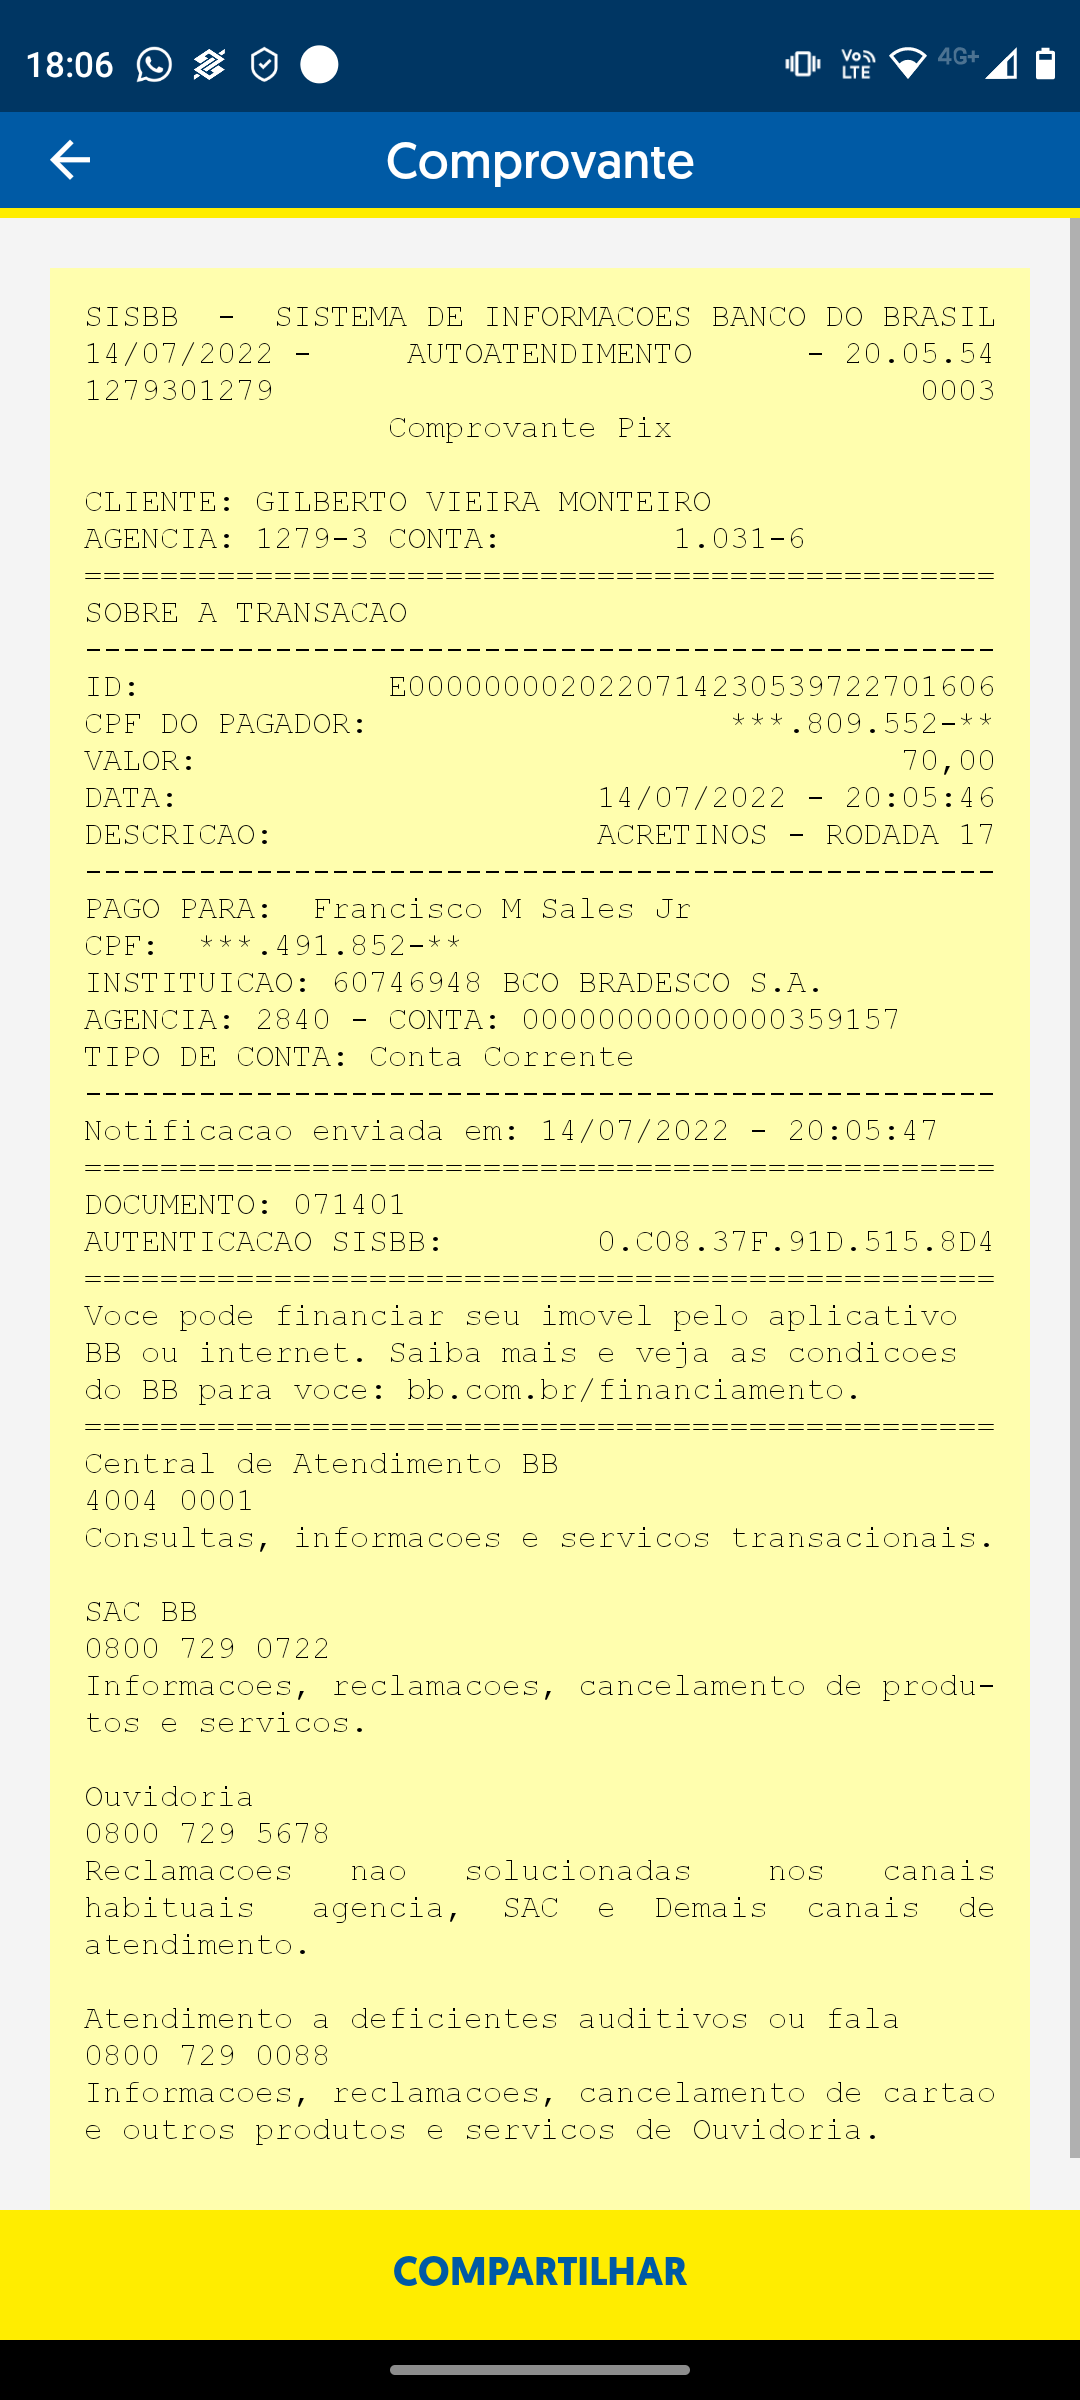 18:06
Vo
LTE
4G+
Comprovante
SISBB - SISTEMA DE INFORMACOES BANCO DO BRASIL
14/07/2022 - AUTOATENDIMENTO - 20.05.54
1279301279 0003
Comprovante Pix
CLIENTE: GILBERTO VIEIRA MONTEIRO
AGENCIA: 1279-3 CONTA: 1.031-6
================================================
SOBRE A TRANSACAO
------------------------------------------------
ID: E00000000202207142305397227​01606
CPF DO PAGADOR: ***.809.552-**
VALOR: 70,00
DATA: 14/07/2022 - 20:05:46
DESCRICAO: ACRETINOS - RODADA 17
------------------------------------------------
PAGO PARA: Francisco M Sales Jr
CPF: ***.491.852-**
INSTITUICAO: 60746948 BCO BRADESCO S.A.
AGENCIA: 2840 - CONTA: 00000000000000359157
TIPO DE CONTA: Conta Corrente
------------------------------------------------
Notificacao enviada em: 14/07/2022 - 20:05:47
================================================
DOCUMENTO: 071401
AUTENTICACAO SISBB: 0.C08.37F.91D.515.8D4
================================================
Voce pode financiar seu imovel pelo aplicativo
BB ou internet. Saiba mais e veja as condicoes
do BB para voce: bb.com.br/financiamento.
================================================
Central de Atendimento BB
4004 0001
Consultas, informacoes e servicos transacionais.
SAC BB
0800 729 0722
Informacoes, reclamacoes, cancelamento de produ-
tos e servicos.
Ouvidoria
0800 729 5678
Reclamacoes nao solucionadas nos canais
habituais agencia, SAC e Demais canais de
atendimento.
Atendimento a deficientes auditivos ou fala
0800 729 0088
Informacoes, reclamacoes, cancelamento de cartao
e outros produtos e servicos de Ouvidoria.
COMPARTILHAR